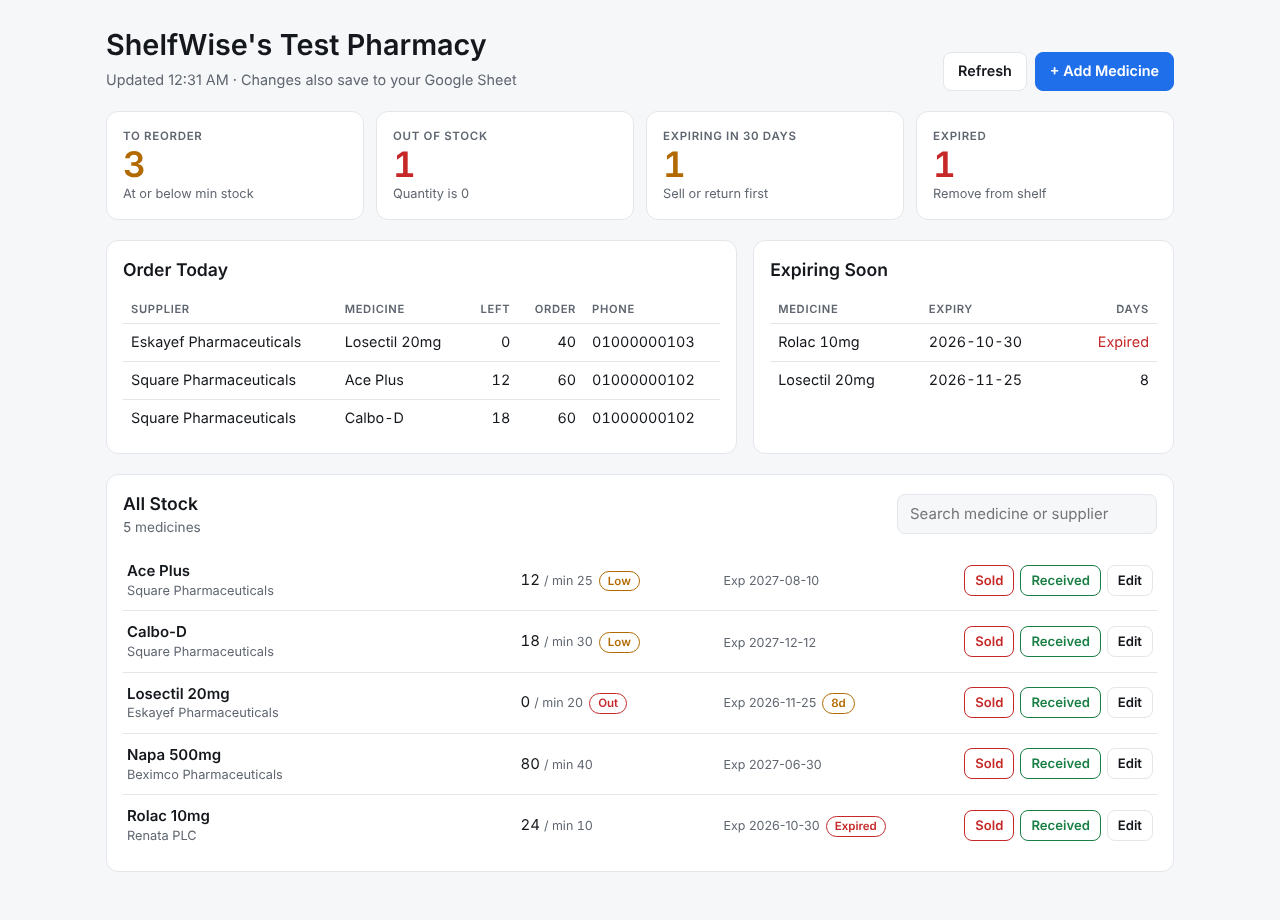 ShelfWise's Test Pharmacy
Updated 12:31 AM · Changes also save to your Google Sheet
Refresh
+ Add Medicine
TO REORDER
3
At or below min stock
OUT OF STOCK
1
Quantity is 0
EXPIRING IN 30 DAYS
1
Sell or return first
EXPIRED
1
Remove from shelf
Order Today
SUPPLIER MEDICINE LEFT ORDER PHONE
Eskayef Pharmaceuticals Losectil 20mg 0 40 01000000103
Square Pharmaceuticals Ace Plus 12 60 01000000102
Square Pharmaceuticals Calbo-D 18 60 01000000102
Expiring Soon
MEDICINE EXPIRY DAYS
Rolac 10mg 2026-10-30 Expired
Losectil 20mg 2026-11-25 8
All Stock
5 medicines
Search medicine or supplier
Ace Plus
Square Pharmaceuticals
12 / min 25 Low
Exp 2027-08-10
Sold Received Edit
Calbo-D
Square Pharmaceuticals
18 / min 30 Low
Exp 2027-12-12
Sold Received Edit
Losectil 20mg
Eskayef Pharmaceuticals
0 / min 20 Out
Exp 2026-11-25 8d
Sold Received Edit
Napa 500mg
Beximco Pharmaceuticals
80 / min 40
Exp 2027-06-30
Sold Received Edit
Rolac 10mg
Renata PLC
24 / min 10
Exp 2026-10-30 Expired
Sold Received Edit